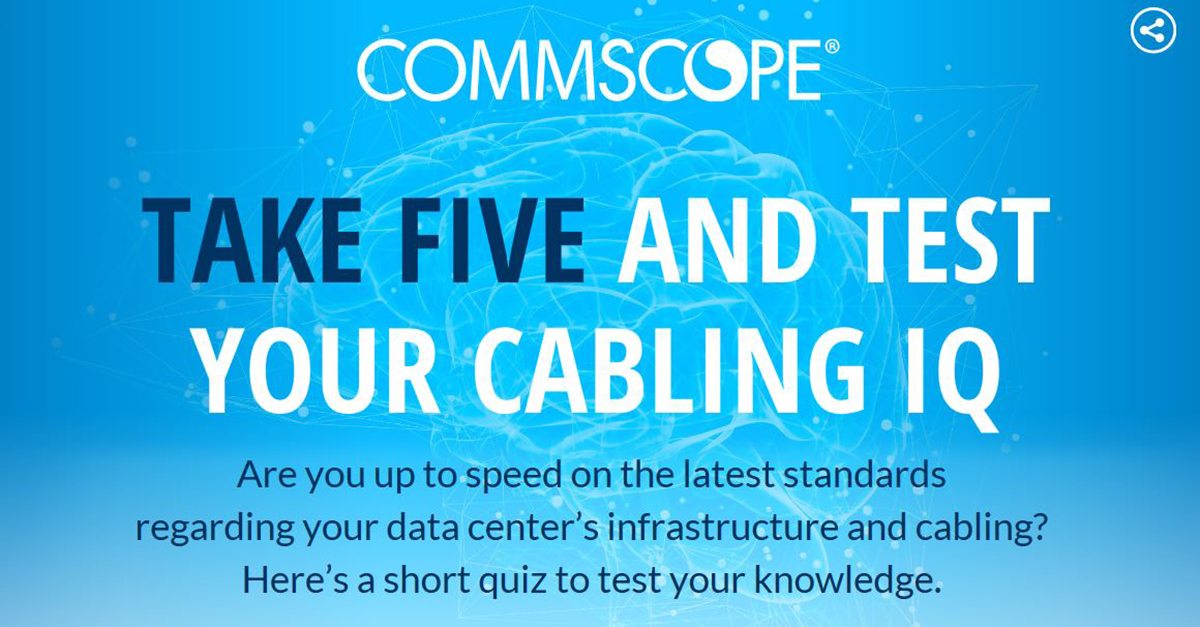 COMMSCOPE®
TAKE FIVE AND TEST
YOUR CABLING IQ
Are you up to speed on the latest standards
regarding your data center’s infrastructure and cabling?
Here’s a short quiz to test your knowledge.